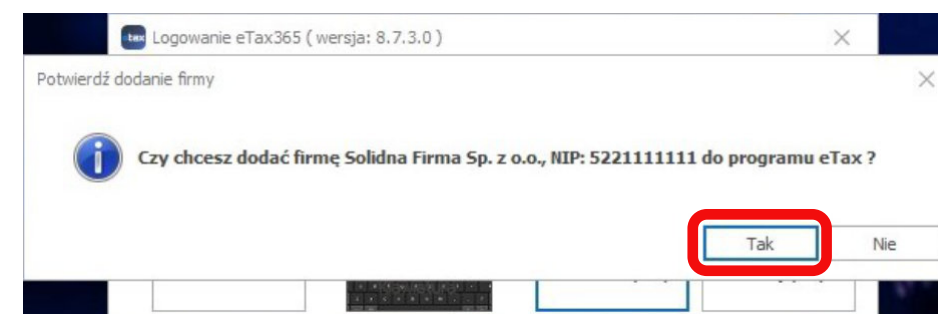 tax Logowanie eTax365 ( wersja: 8.7.3.0 )
Potwierdź dodanie firmy
Czy chcesz dodać firmę Solidna Firma Sp. z o.o., NIP: 5221111111 do programu eTax ?
Tak Nie